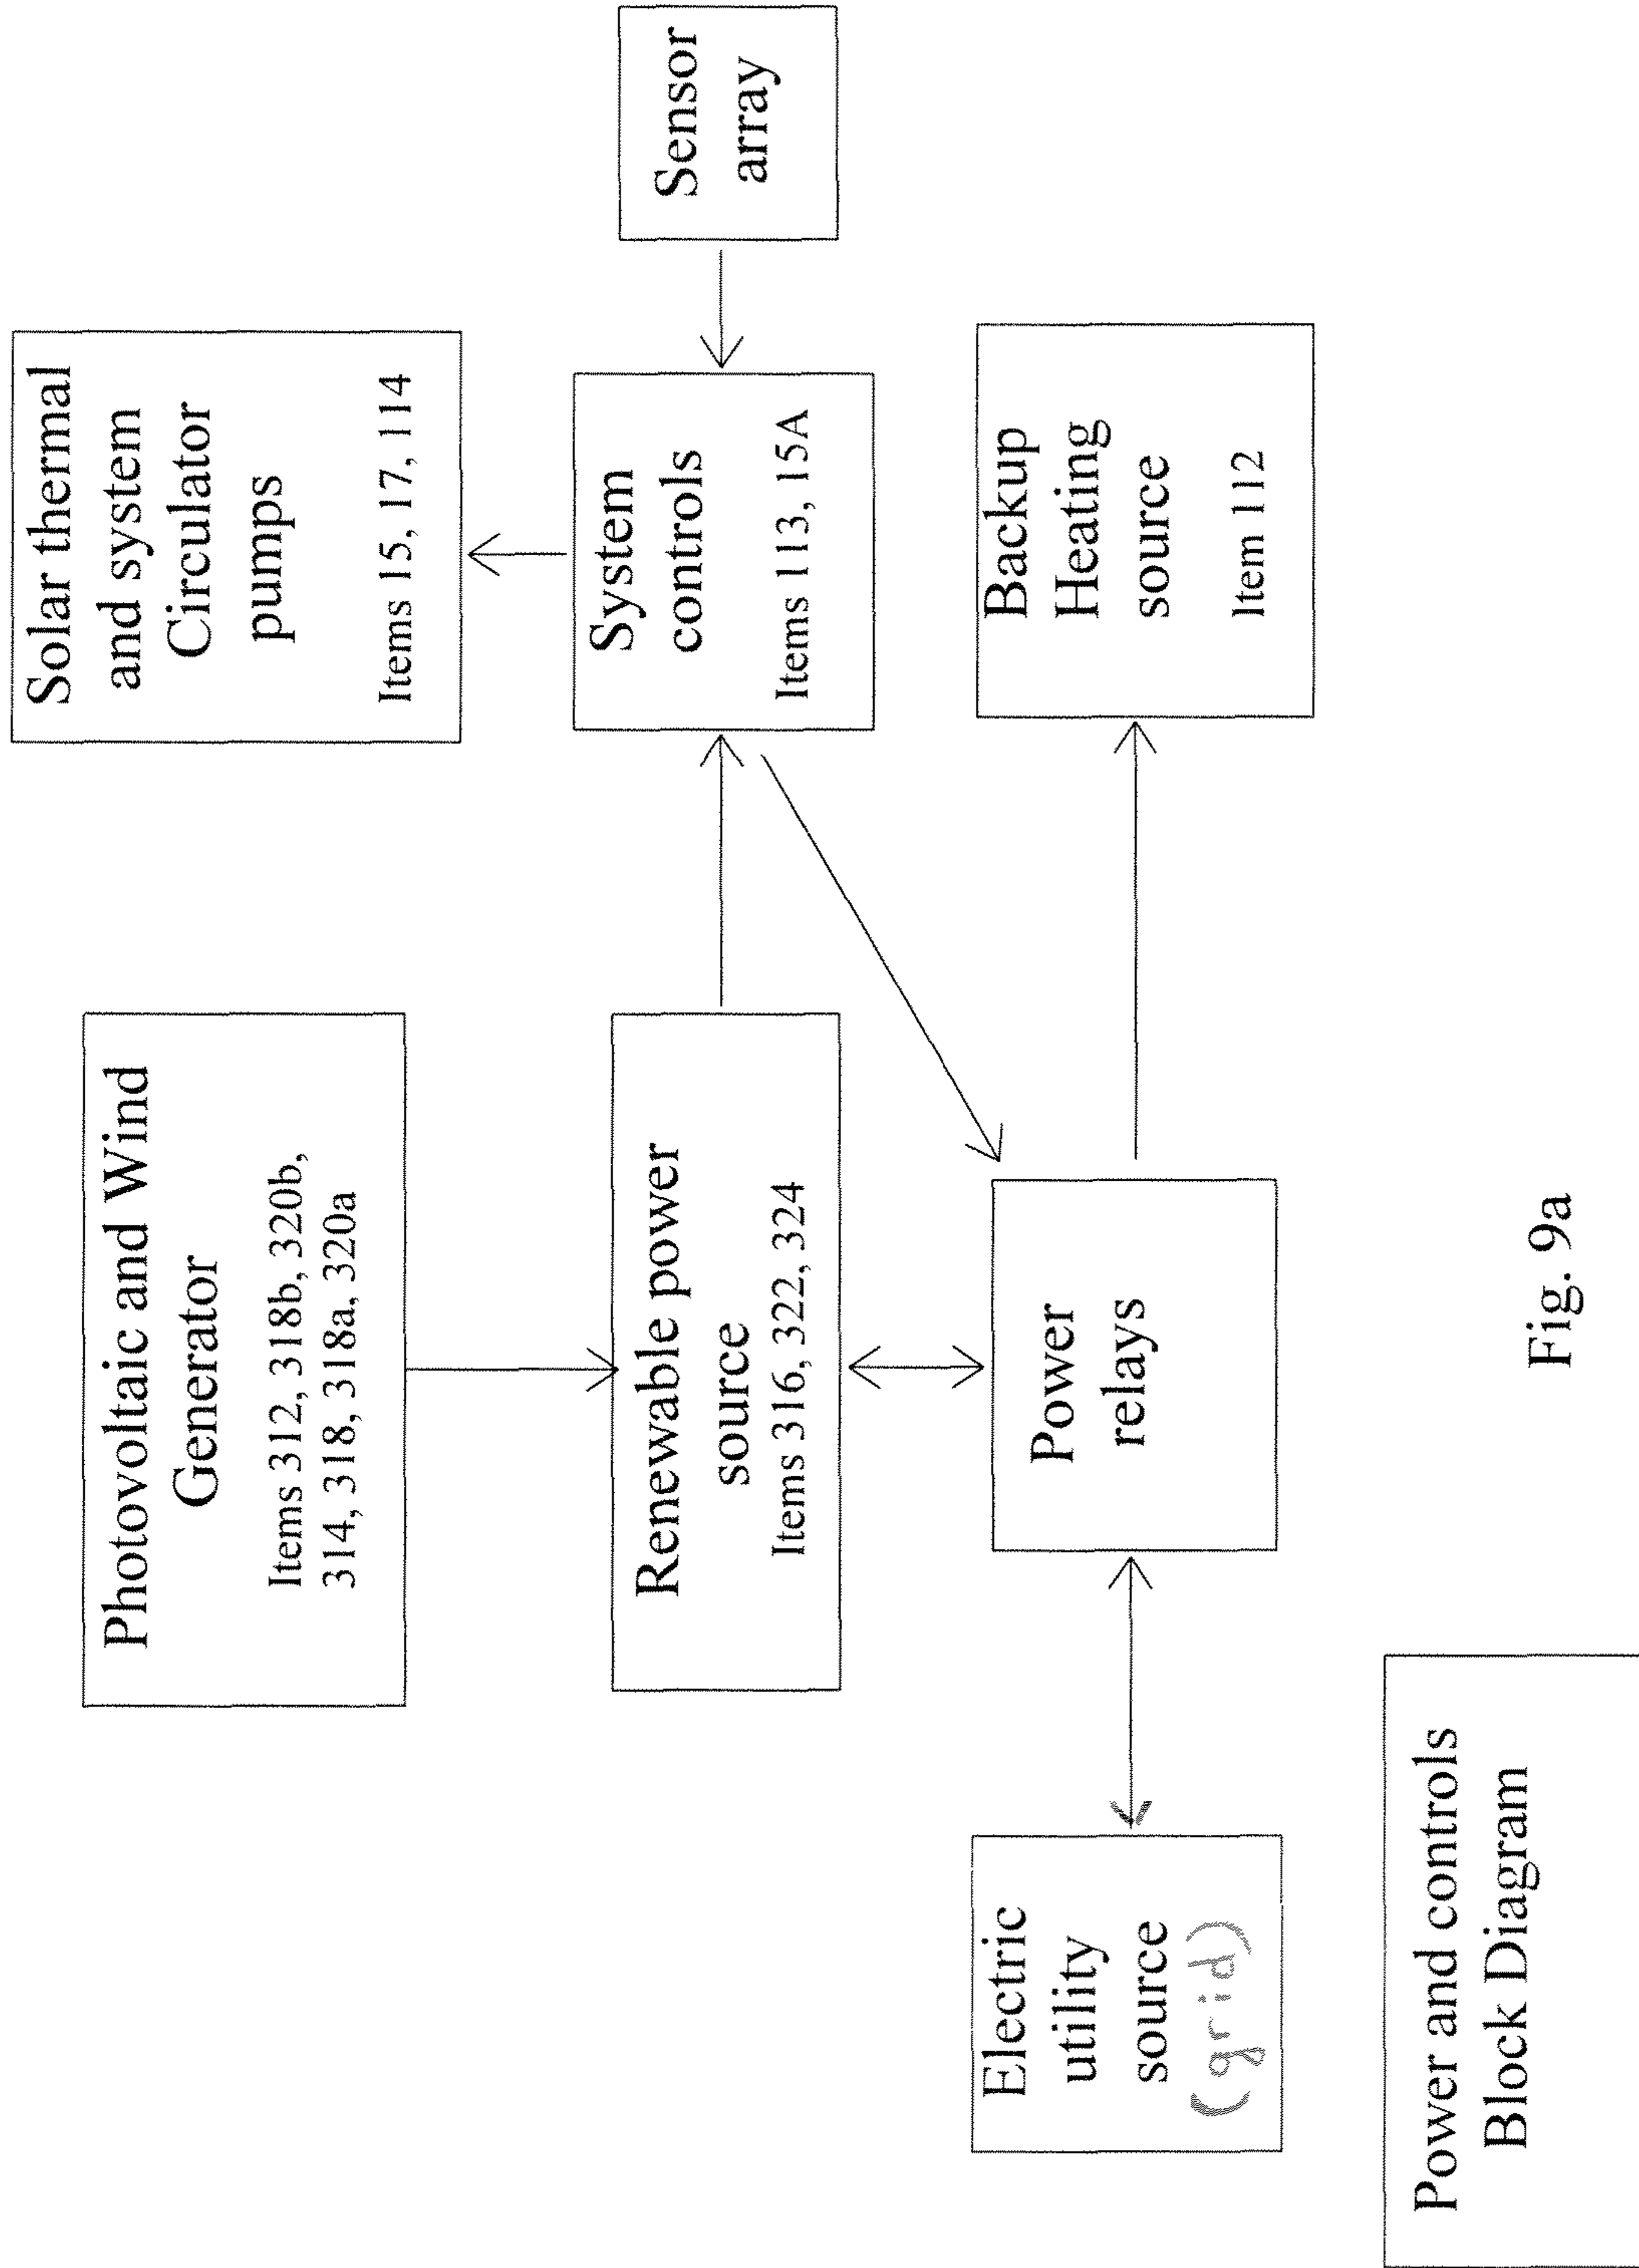 Photovoltaic and Wind
Generator
Items 312, 318b, 320b,
314, 318, 318a, 320a
Solar thermal
and system
Circulator
pumps
Items 15, 17, 114
Renewable power
source
Items 316, 322, 324
System
controls
Items 113, 15A
Sensor
array
Electric
utility
source
(grid)
Power
relays
Backup
Heating
source
Item 112
Power and controls
Block Diagram
Fig. 9a